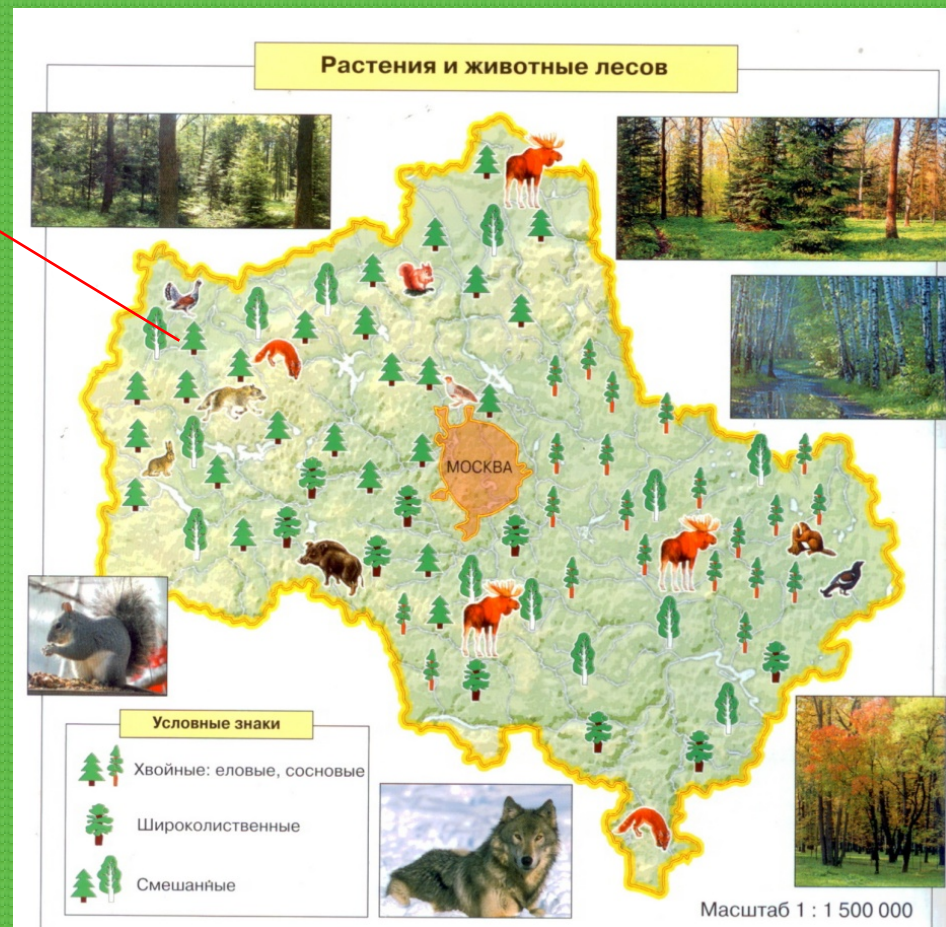 Растения и животные лесов
МОСКВА
Условные знаки
Хвойные: еловые, сосновые
Широколиственные
Смешанные
Масштаб 1 : 1 500 000